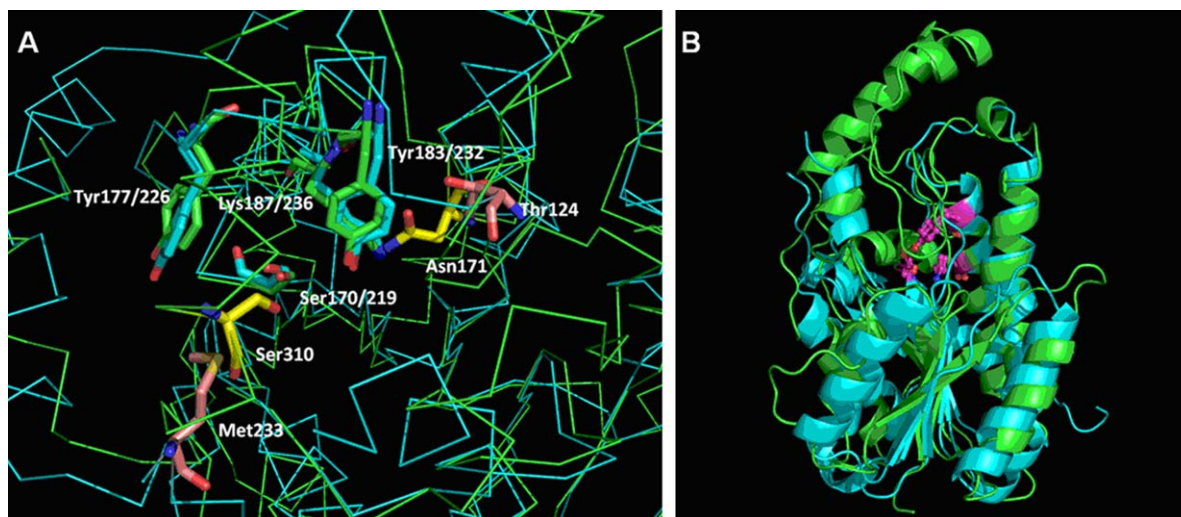 A
B
Tyr183/232
Tyr177/226
Lys187/236
Thr124
Asn171
Ser170/219
Ser310
Met233